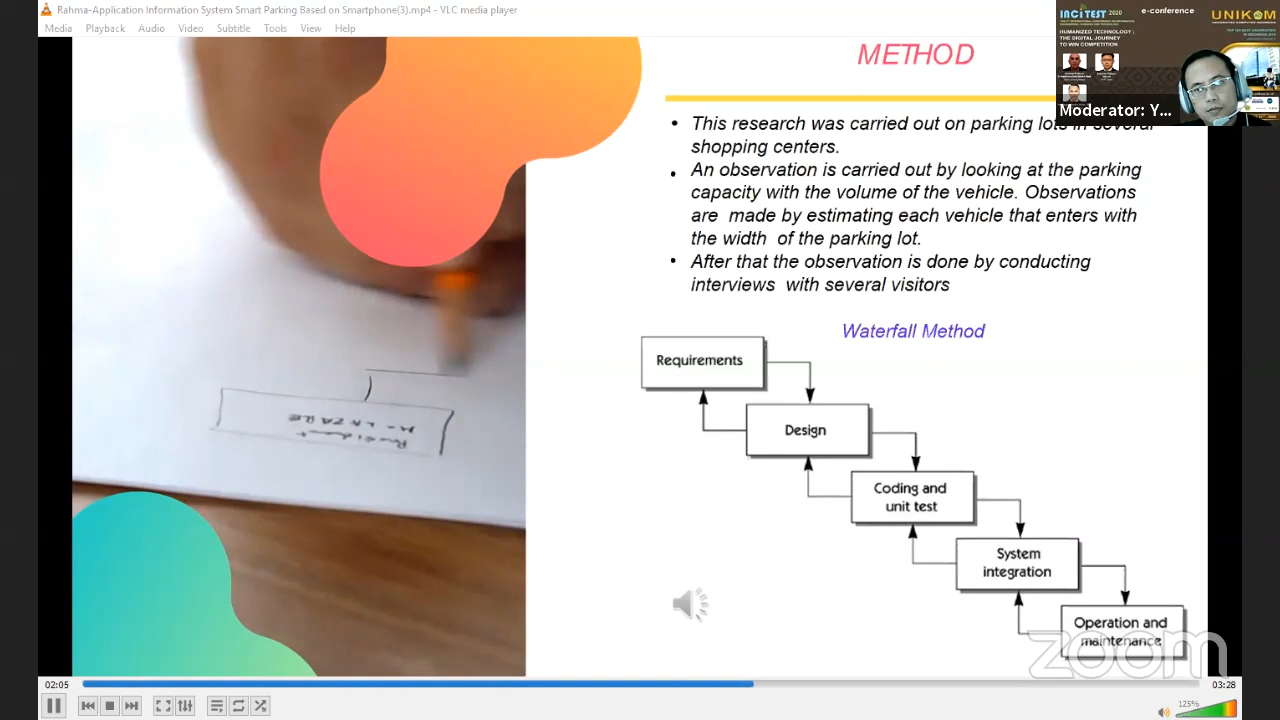 Rahma-Application Information System Smart Parking Based on Smartphone(3).mp4 - VLC media player
Media Playback Audio Video Subtitle Tools View Help
INCITEST 2020
e-conference
UNIKOM
HUMANIZED TECHNOLOGY :
THE DIGITAL JOURNEY
TO WIN COMPETITION
Moderator: Y...
METHOD
• This research was carried out on parking lots in several
shopping centers.
• An observation is carried out by looking at the parking
capacity with the volume of the vehicle. Observations
are made by estimating each vehicle that enters with
the width of the parking lot.
• After that the observation is done by conducting
interviews with several visitors
Waterfall Method
Requirements
Design
Coding and
unit test
System
integration
Operation and
maintenance
zoom
02:05
03:28
125%